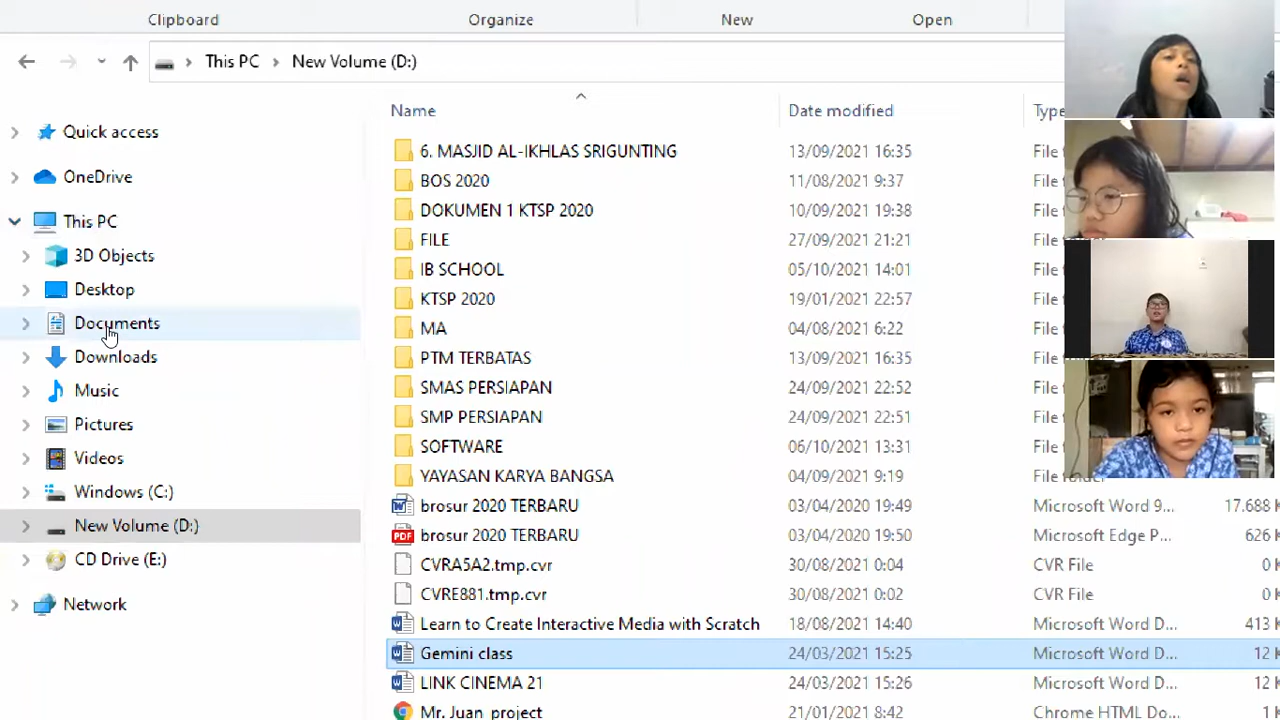 Clipboard Organize New Open
This PC New Volume (D:)
Name Date modified Type
Quick access
OneDrive
This PC
3D Objects
Desktop
Documents
Downloads
Music
Pictures
Videos
Windows (C:)
New Volume (D:)
CD Drive (E:)
Network
6. MASJID AL-IKHLAS SRIGUNTING 13/09/2021 16:35 File
BOS 2020 11/08/2021 9:37 File
DOKUMEN 1 KTSP 2020 10/09/2021 19:38 File
FILE 27/09/2021 21:21 File
IB SCHOOL 05/10/2021 14:01 File
KTSP 2020 19/01/2021 22:57 File
MA 04/08/2021 6:22 File
PTM TERBATAS 13/09/2021 16:35 File
SMAS PERSIAPAN 24/09/2021 22:52 File
SMP PERSIAPAN 24/09/2021 22:51 File
SOFTWARE 06/10/2021 13:31 File
YAYASAN KARYA BANGSA 04/09/2021 9:19 File folder
brosur 2020 TERBARU 03/04/2020 19:49 Microsoft Word 9... 17.688 K
PDF brosur 2020 TERBARU 03/04/2020 19:50 Microsoft Edge P... 626 K
CVRA5A2.tmp.cvr 30/08/2021 0:04 CVR File 0 K
CVRE881.tmp.cvr 30/08/2021 0:02 CVR File 0 K
Learn to Create Interactive Media with Scratch 18/08/2021 14:40 Microsoft Word D... 413 K
Gemini class 24/03/2021 15:25 Microsoft Word D... 12 K
LINK CINEMA 21 24/03/2021 15:26 Microsoft Word D... 12 K
Mr. Juan project 21/01/2021 8:42 Chrome HTML Do... 1 K